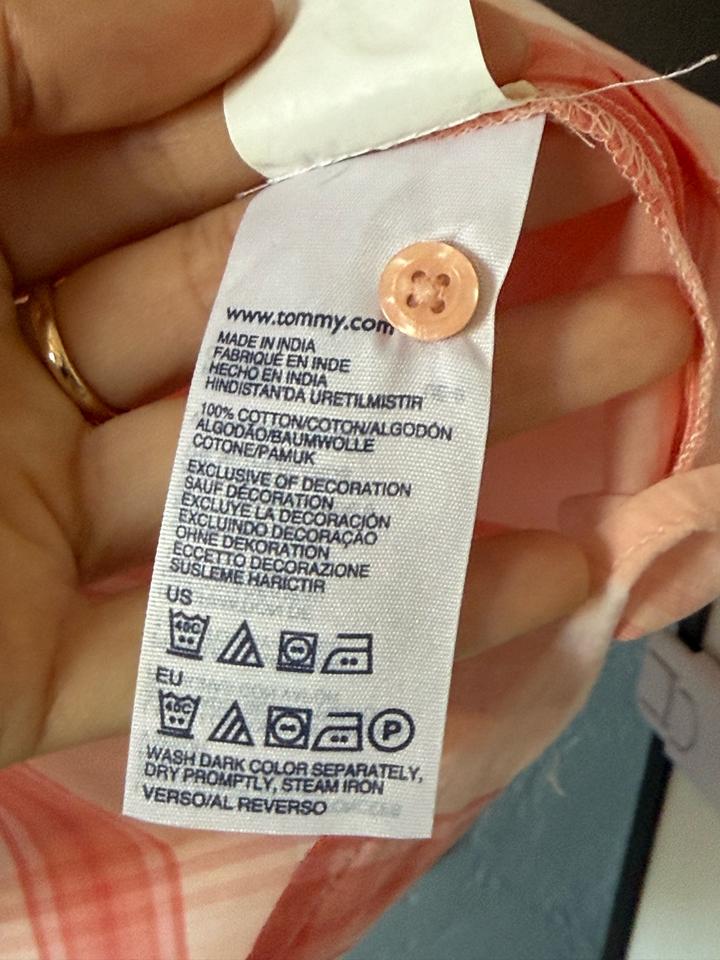 www.tommy.com
MADE IN INDIA
FABRIQUÉ EN INDE
HECHO EN INDIA
HINDISTAN'DA URETILMISTIR
100% COTTON/COTON/ALGODÓN
ALGODÃO/BAUMWOLLE
COTONE/PAMUK
EXCLUSIVE OF DECORATION
SAUF DÉCORATION
EXCLUYE LA DECORACIÓN
EXCLUINDO DECORAÇÃO
OHNE DEKORATION
ECCETTO DECORAZIONE
SUSLEME HARICTIR
US
40C
EU
40C
P
WASH DARK COLOR SEPARATELY,
DRY PROMPTLY, STEAM IRON
VERSO/AL REVERSO